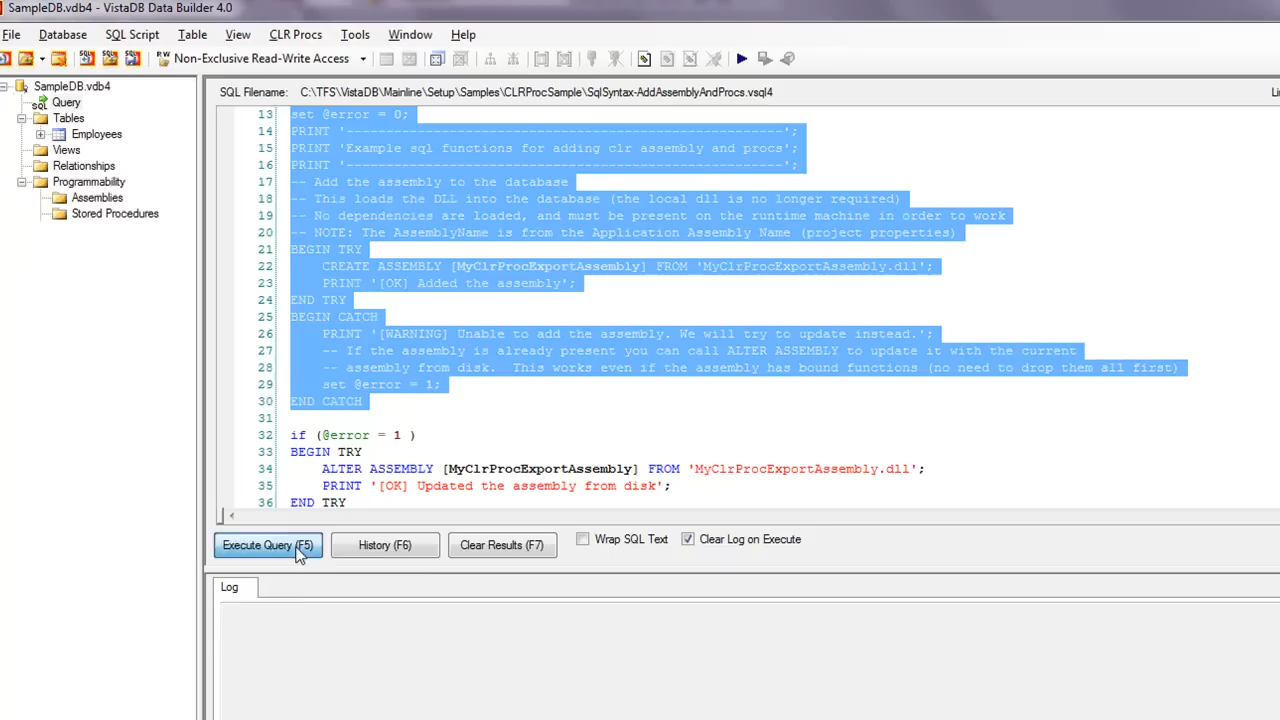 SampleDB.vdb4 - VistaDB Data Builder 4.0
File Database SQL Script Table View CLR Procs Tools Window Help
Non-Exclusive Read-Write Access
SampleDB.vdb4
Query
Tables
Employees
Views
Relationships
Programmability
Assemblies
Stored Procedures
SQL Filename: C:\TFS\VistaDB\Mainline\Setup\Samples\CLRProcSample\SqlSyntax-AddAssemblyAndProcs.vsql4
13 set @error = 0;
14 PRINT '----------------------------------------------------';
15 PRINT 'Example sql functions for adding clr assembly and procs';
16 PRINT '----------------------------------------------------';
17 -- Add the assembly to the database
18 -- This loads the DLL into the database (the local dll is no longer required)
19 -- No dependencies are loaded, and must be present on the runtime machine in order to work
20 -- NOTE: The AssemblyName is from the Application Assembly Name (project properties)
21 BEGIN TRY
22 CREATE ASSEMBLY [MyClrProcExportAssembly] FROM 'MyClrProcExportAssembly.dll';
23 PRINT '[OK] Added the assembly';
24 END TRY
25 BEGIN CATCH
26 PRINT '[WARNING] Unable to add the assembly. We will try to update instead.';
27 -- If the assembly is already present you can call ALTER ASSEMBLY to update it with the current
28 -- assembly from disk.  This works even if the assembly has bound functions (no need to drop them all first)
29 set @error = 1;
30 END CATCH
31
32 if (@error = 1 )
33 BEGIN TRY
34 ALTER ASSEMBLY [MyClrProcExportAssembly] FROM 'MyClrProcExportAssembly.dll';
35 PRINT '[OK] Updated the assembly from disk';
36 END TRY
Execute Query (F5) History (F6) Clear Results (F7) Wrap SQL Text Clear Log on Execute
Log